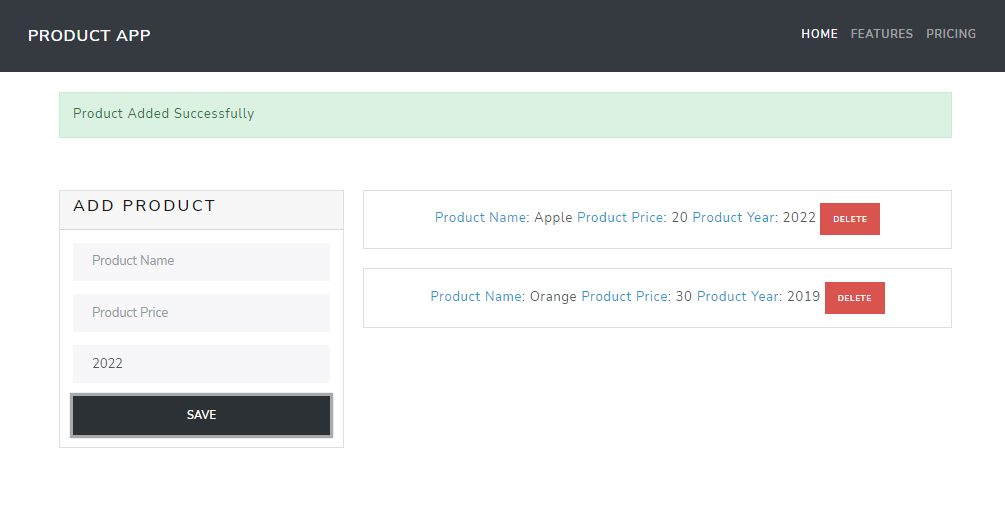 PRODUCT APP
HOME FEATURES PRICING
Product Added Successfully
ADD PRODUCT
Product Name
Product Price
2022
SAVE
Product Name: Apple Product Price: 20 Product Year: 2022 DELETE
Product Name: Orange Product Price: 30 Product Year: 2019 DELETE